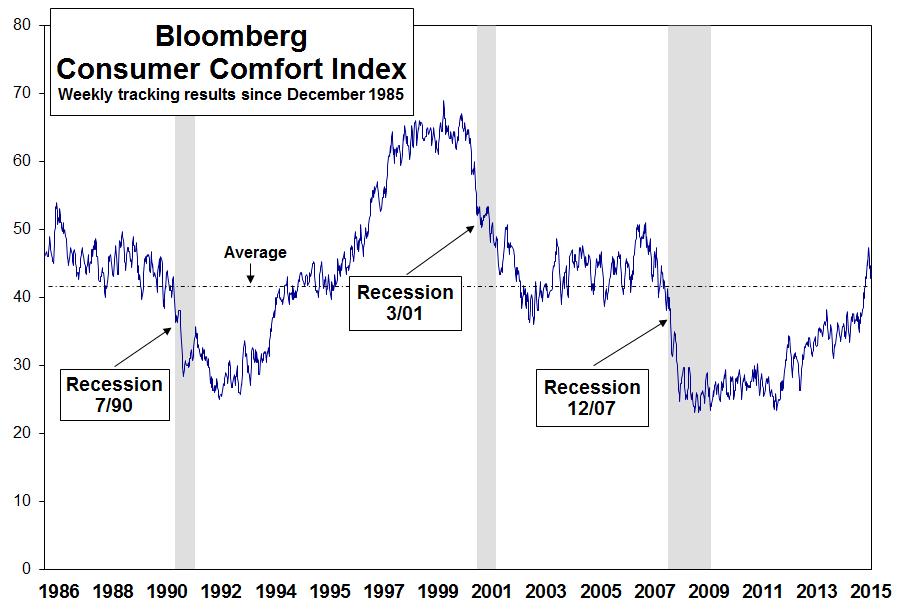 Bloomberg
Consumer Comfort Index
Weekly tracking results since December 1985
80
70
60
50
40
30
20
10
0
Average
Recession
3/01
Recession
7/90
Recession
12/07
1986 1988 1990 1992 1994 1995 1997 1999 2001 2003 2005 2007 2009 2011 2013 2015